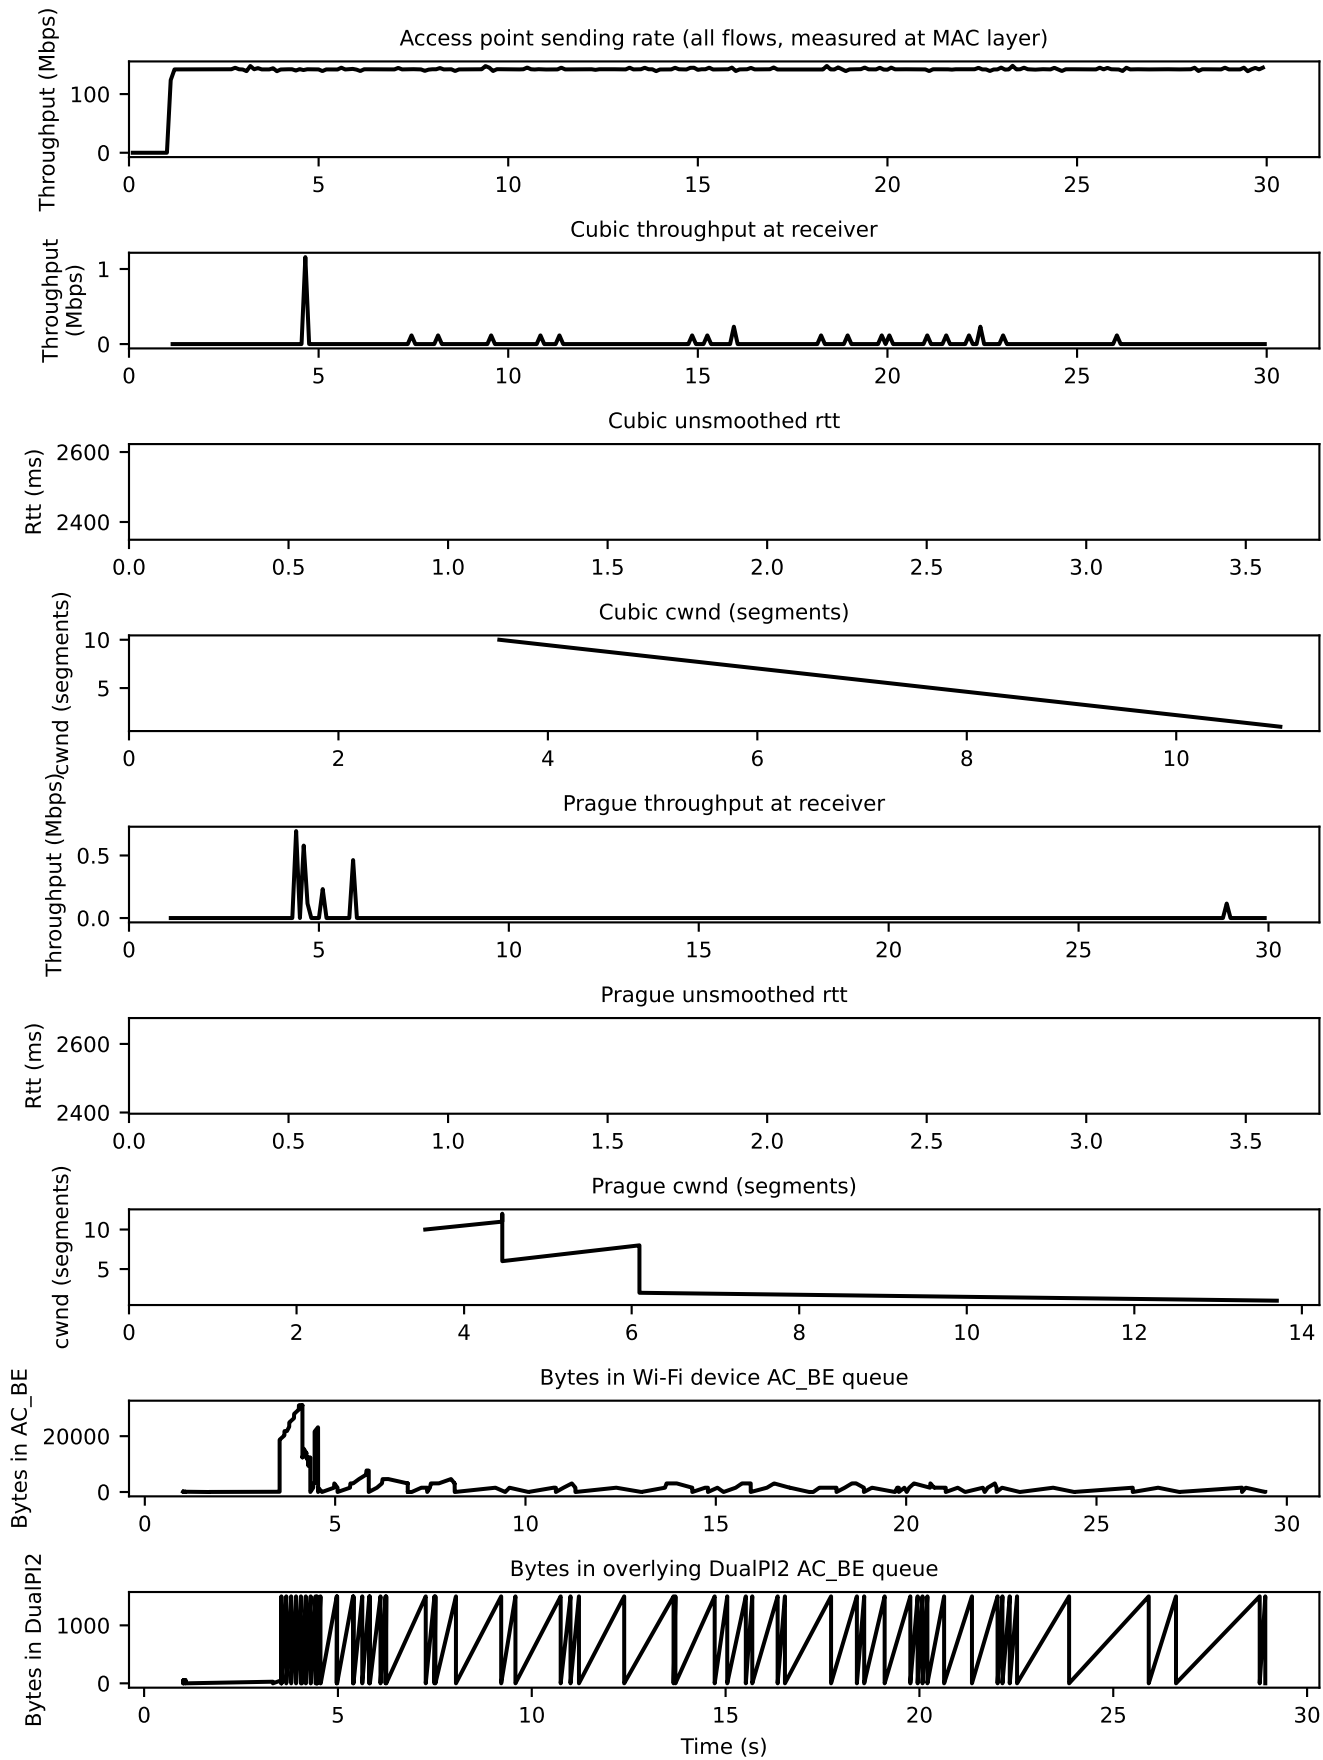 Access point sending rate (all flows, measured at MAC layer)
Throughput (Mbps)
100
0
0 5 10 15 20 25 30
Cubic throughput at receiver
Throughput
(Mbps)
1
0
0 5 10 15 20 25 30
Cubic unsmoothed rtt
Rtt (ms)
2600
2400
0.0 0.5 1.0 1.5 2.0 2.5 3.0 3.5
Cubic cwnd (segments)
cwnd (segments)
10
5
0 2 4 6 8 10
Prague throughput at receiver
Throughput (Mbps)
0.5
0.0
0 5 10 15 20 25 30
Prague unsmoothed rtt
Rtt (ms)
2600
2400
0.0 0.5 1.0 1.5 2.0 2.5 3.0 3.5
Prague cwnd (segments)
cwnd (segments)
10
5
0 2 4 6 8 10 12 14
Bytes in Wi-Fi device AC_BE queue
Bytes in AC_BE
20000
0
0 5 10 15 20 25 30
Bytes in overlying DualPI2 AC_BE queue
Bytes in DualPI2
1000
0
0 5 10 15 20 25 30
Time (s)